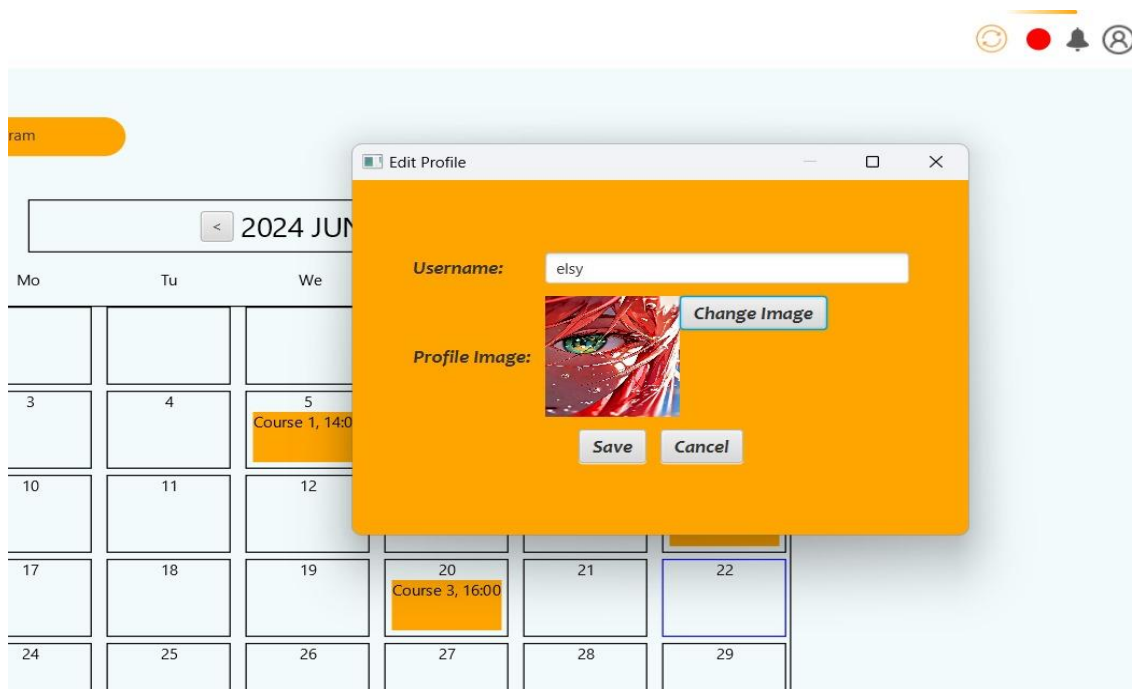 ram
Edit Profile
< 2024 JUN
Mo Tu We
Username: elsy
Change Image
Profile Image:
Save Cancel
3 4 5
Course 1, 14:0
10 11 12
17 18 19 20 21 22
Course 3, 16:00
24 25 26 27 28 29